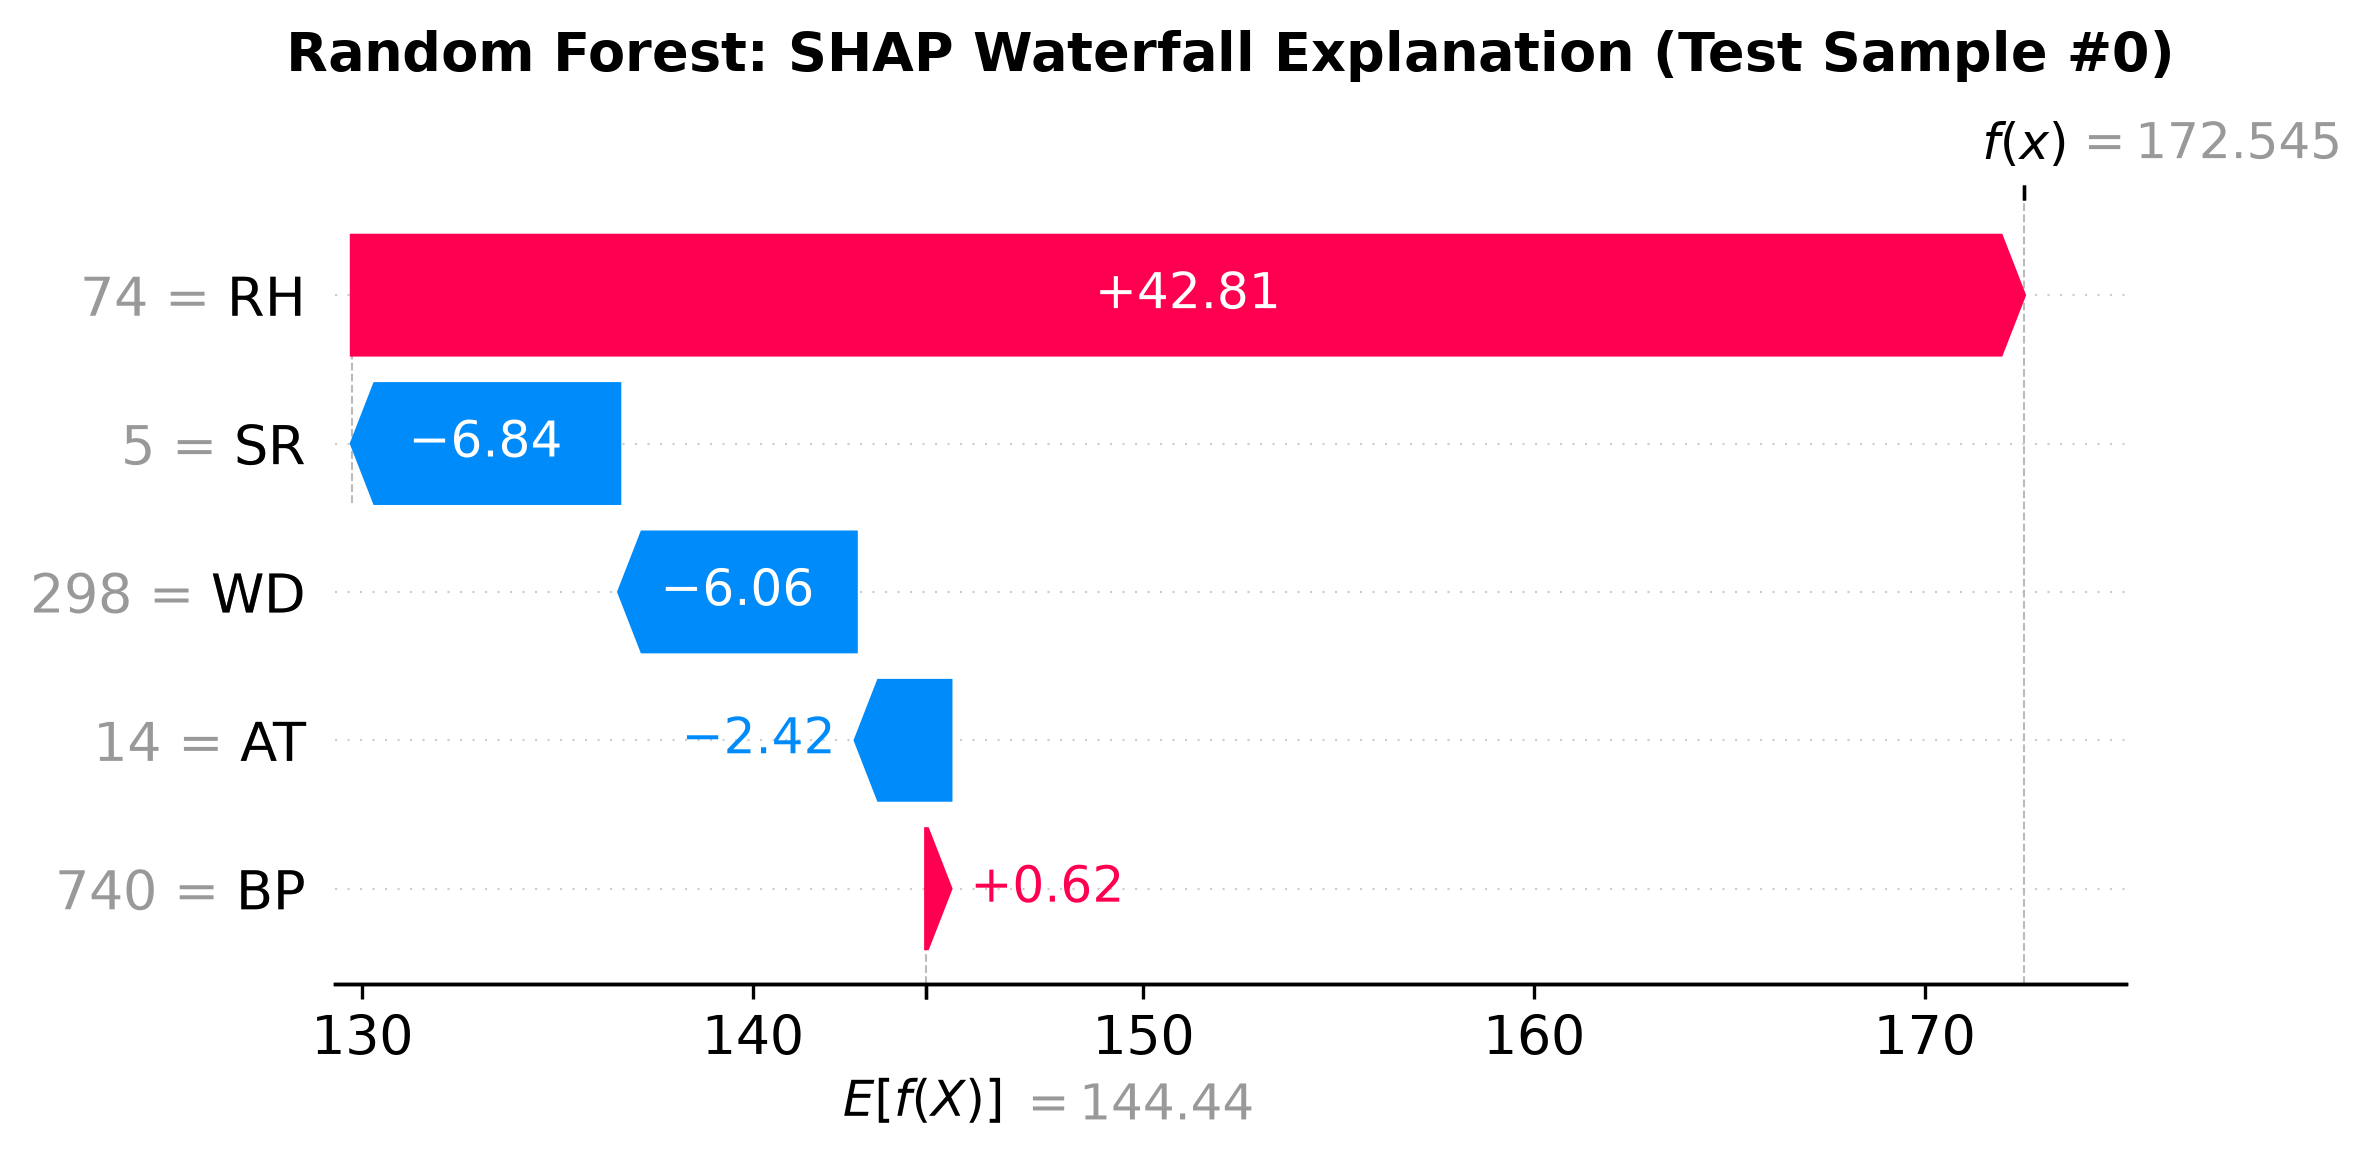 Random Forest: SHAP Waterfall Explanation (Test Sample #0)
f(x) = 172.545
74 = RH +42.81
5 = SR −6.84
298 = WD −6.06
14 = AT −2.42
740 = BP +0.62
130 140 150 160 170
E[f(X)] = 144.44